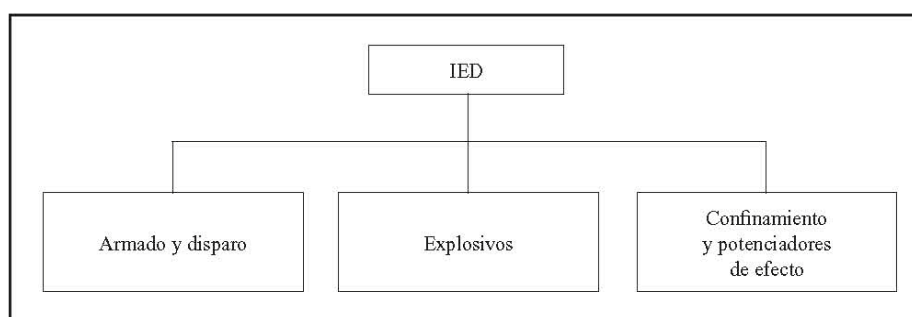 IED
Armado y disparo
Explosivos
Confinamiento
y potenciadores
de efecto